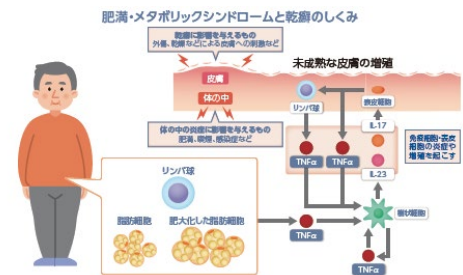 肥満・メタボリックシンドロームと乾癬のしくみ
乾癬に影響を与えるもの
外傷、乾燥などによる皮膚への刺激など
皮膚
体の中
体の中の炎症に影響を与えるもの
肥満、喫煙、感染症など
未成熟な皮膚の増殖
リンパ球
表皮細胞
IL-17
TNFα
TNFα
IL-23
免疫細胞・表皮
細胞の炎症や
増殖を起こす
樹状細胞
リンパ球
脂肪細胞
肥大化した脂肪細胞
TNFα
TNFα